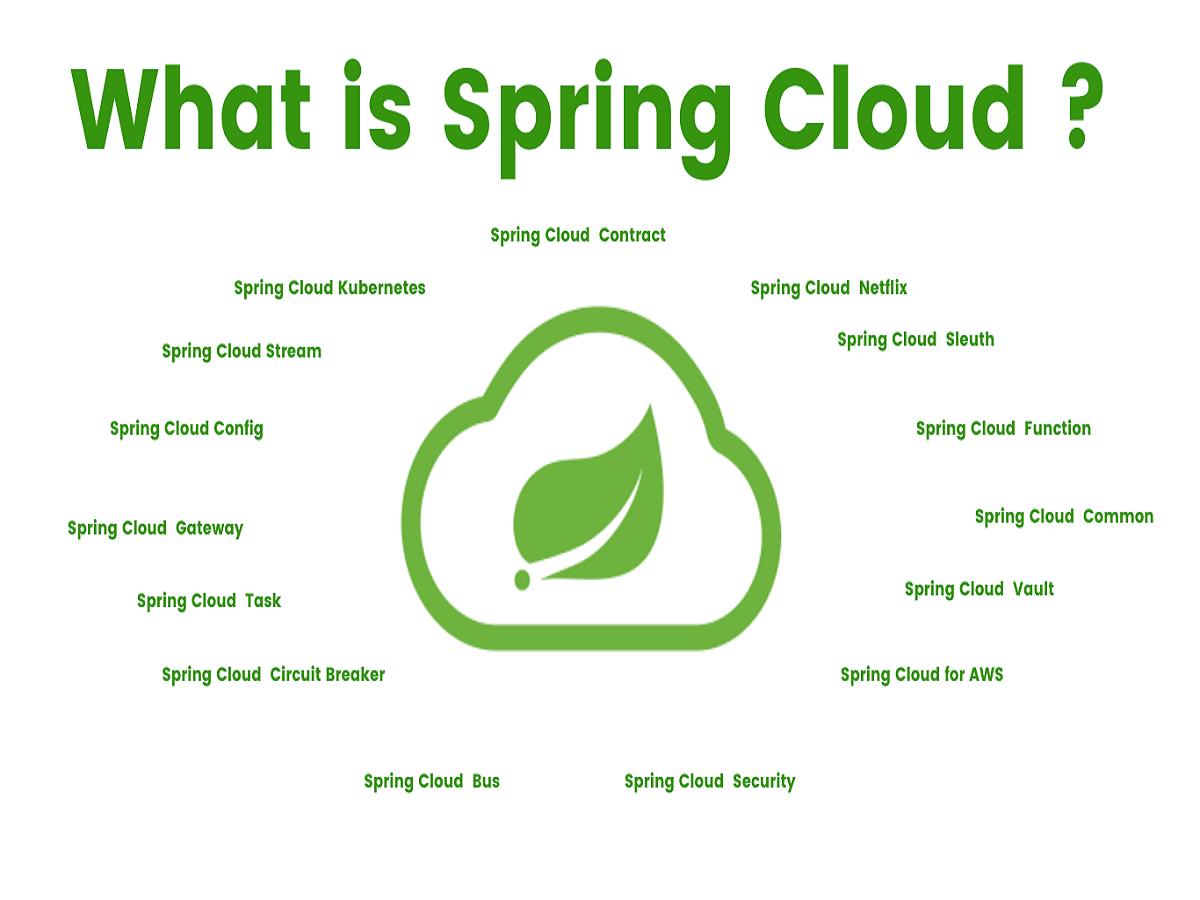 What is Spring Cloud ?
Spring Cloud Contract
Spring Cloud Kubernetes
Spring Cloud Netflix
Spring Cloud Sleuth
Spring Cloud Stream
Spring Cloud Config
Spring Cloud Function
Spring Cloud Common
Spring Cloud Gateway
Spring Cloud Vault
Spring Cloud Task
Spring Cloud Circuit Breaker
Spring Cloud for AWS
Spring Cloud Bus
Spring Cloud Security